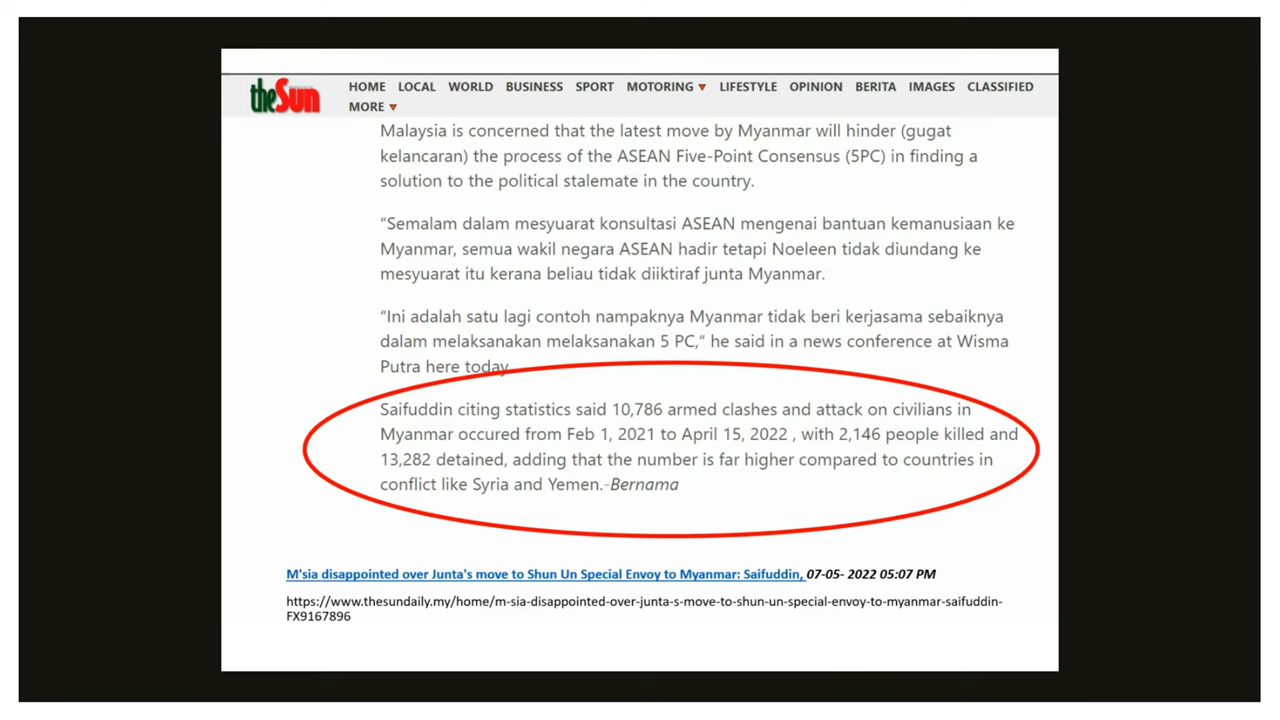 theSun HOME LOCAL WORLD BUSINESS SPORT MOTORING LIFESTYLE OPINION BERITA IMAGES CLASSIFIED
MORE
Malaysia is concerned that the latest move by Myanmar will hinder (gugat
kelancaran) the process of the ASEAN Five-Point Consensus (5PC) in finding a
solution to the political stalemate in the country.
“Semalam dalam mesyuarat konsultasi ASEAN mengenai bantuan kemanusiaan ke
Myanmar, semua wakil negara ASEAN hadir tetapi Noeleen tidak diundang ke
mesyuarat itu kerana beliau tidak diiktiraf junta Myanmar.
“Ini adalah satu lagi contoh nampaknya Myanmar tidak beri kerjasama sebaiknya
dalam melaksanakan melaksanakan 5 PC,“ he said in a news conference at Wisma
Putra here today.
Saifuddin citing statistics said 10,786 armed clashes and attack on civilians in
Myanmar occured from Feb 1, 2021 to April 15, 2022 , with 2,146 people killed and
13,282 detained, adding that the number is far higher compared to countries in
conflict like Syria and Yemen.-Bernama
M'sia disappointed over Junta's move to Shun Un Special Envoy to Myanmar: Saifuddin, 07-05- 2022 05:07 PM
https://www.thesundaily.my/home/m-sia-disappointed-over-junta-s-move-to-shun-un-special-envoy-to-myanmar-saifuddin-
FX9167896